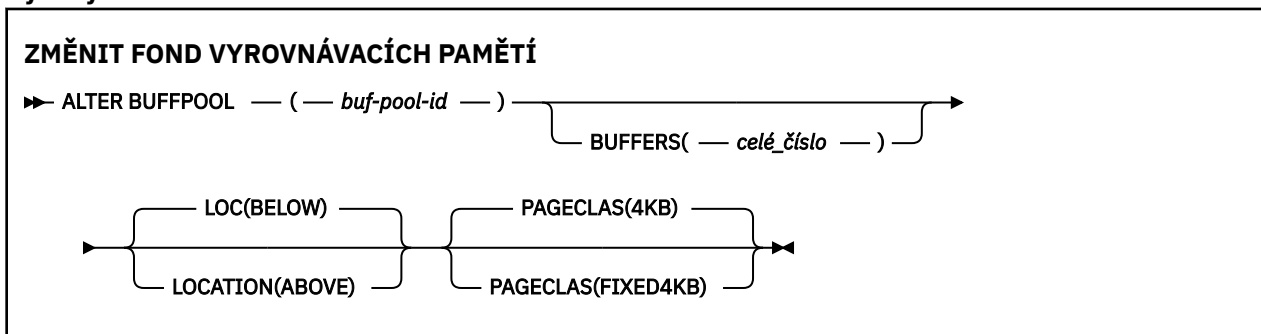 ZMĚNIT FOND VYROVNÁVACÍCH PAMĚTÍ
ALTER BUFFPOOL — ( — buf-pool-id — )
BUFFERS( — celé_číslo — )
LOC(BELOW) PAGECLAS(4KB)
LOCATION(ABOVE) PAGECLAS(FIXED4KB)